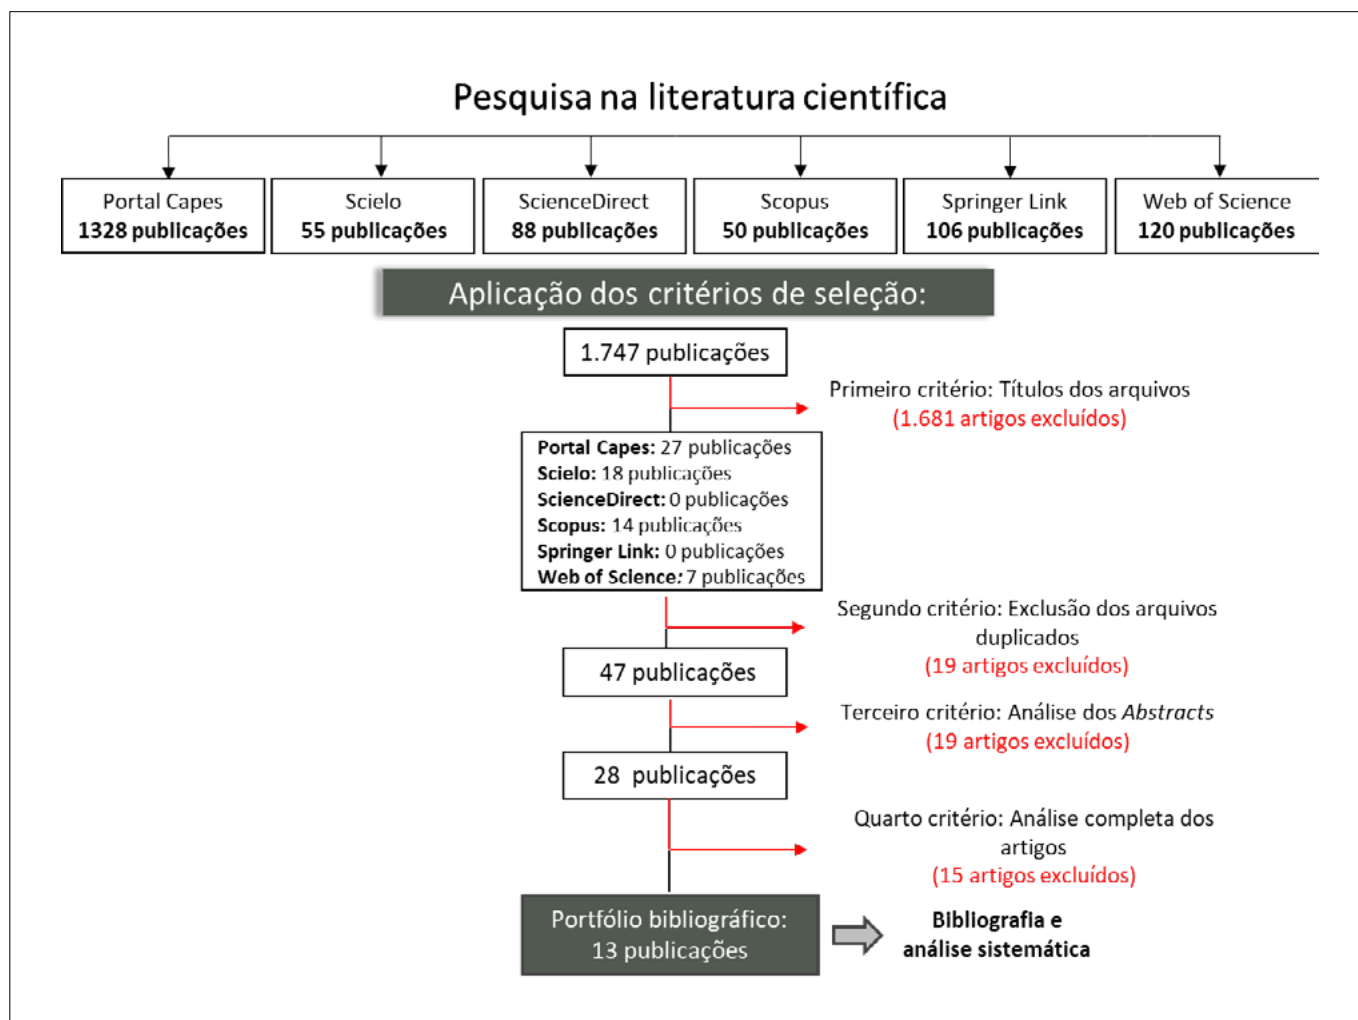 Pesquisa na literatura científica
Portal Capes
1328 publicações
Scielo
55 publicações
ScienceDirect
88 publicações
Scopus
50 publicações
Springer Link
106 publicações
Web of Science
120 publicações
Aplicação dos critérios de seleção:
1.747 publicações
Primeiro critério: Títulos dos arquivos
(1.681 artigos excluídos)
Portal Capes: 27 publicações
Scielo: 18 publicações
ScienceDirect: 0 publicações
Scopus: 14 publicações
Springer Link: 0 publicações
Web of Science: 7 publicações
Segundo critério: Exclusão dos arquivos
duplicados
(19 artigos excluídos)
47 publicações
Terceiro critério: Análise dos Abstracts
(19 artigos excluídos)
28 publicações
Quarto critério: Análise completa dos
artigos
(15 artigos excluídos)
Portfólio bibliográfico:
13 publicações
Bibliografia e
análise sistemática